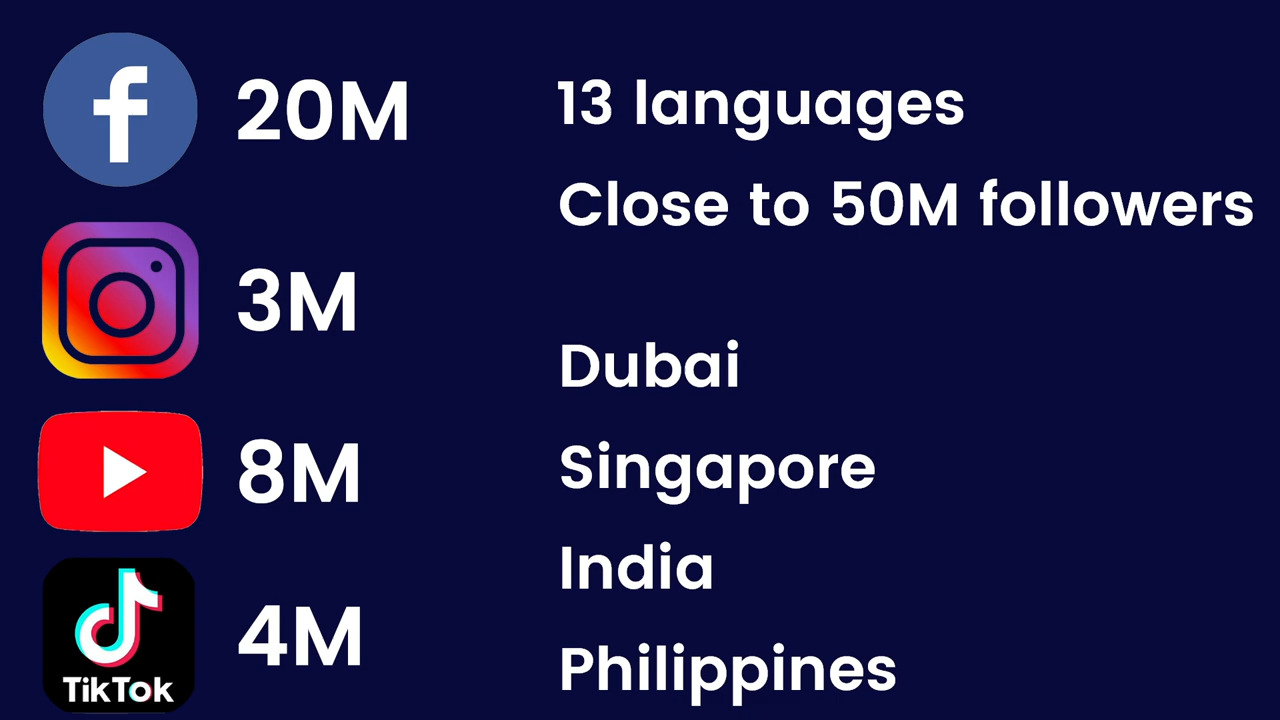 20M
3M
8M
TikTok
4M
13 languages
Close to 50M followers
Dubai
Singapore
India
Philippines